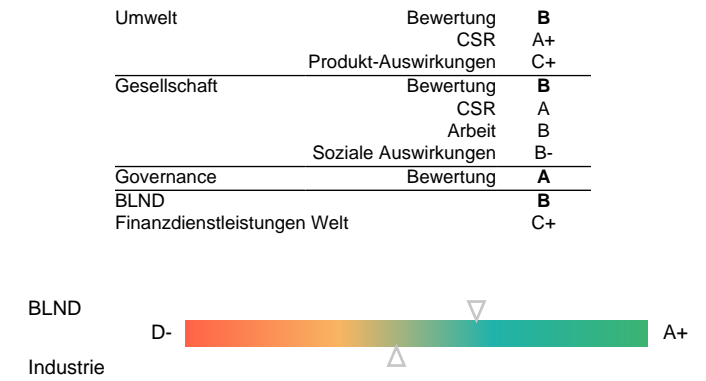 Umwelt Bewertung B
CSR A+
Produkt-Auswirkungen C+
Gesellschaft Bewertung B
CSR A
Arbeit B
Soziale Auswirkungen B-
Governance Bewertung A
BLND B
Finanzdienstleistungen Welt C+
BLND
D- A+
Industrie